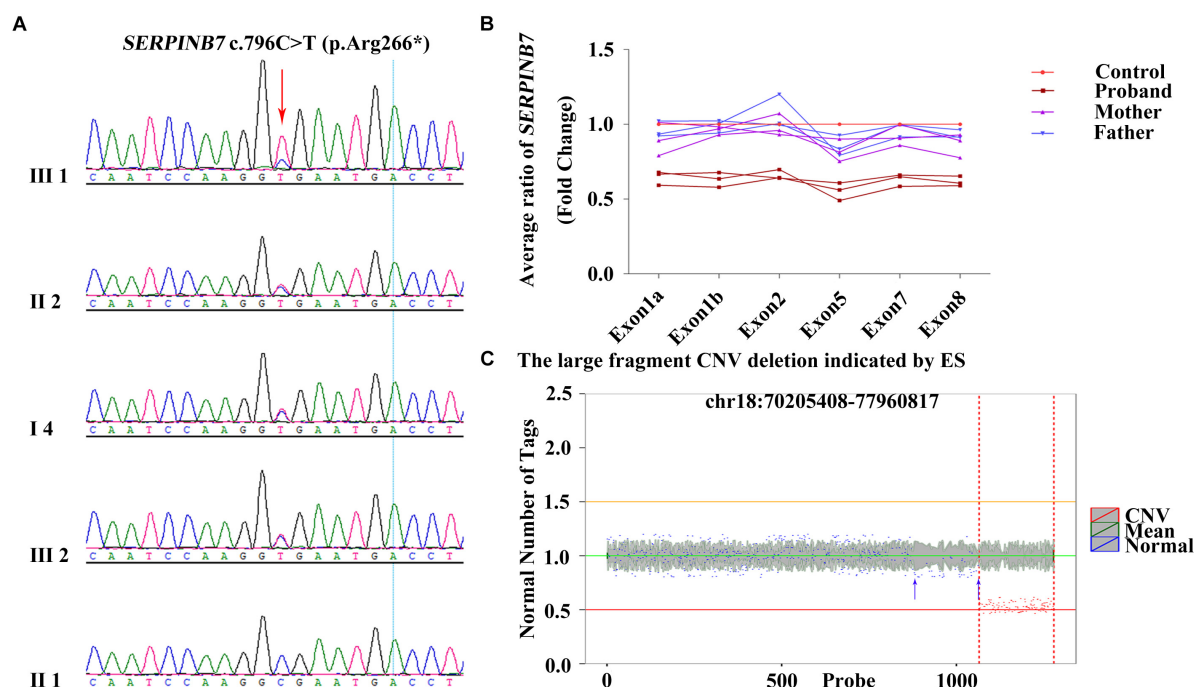 A
SERPINB7 c.796C>T (p.Arg266*)
III 1
C A A T C C A A G G T G A A T G A C C T
II 2
C A A T C C A A G G T G A A T G A C C T
I 4
C A A T C C A A G G T G A A T G A C C T
III 2
C A A T C C A A G G T G A A T G A C C T
II 1
C A A T C C A A G G C G A A T G A C C T
B
Average ratio of SERPINB7
(Fold Change)
1.5
1.0
0.5
0.0
Exon1a
Exon1b
Exon2
Exon5
Exon7
Exon8
Control
Proband
Mother
Father
C The large fragment CNV deletion indicated by ES
chr18:70205408-77960817
Normal Number of Tags
2.5
2.0
1.5
1.0
0.5
0.0
0
500
Probe
1000
CNV
Mean
Normal